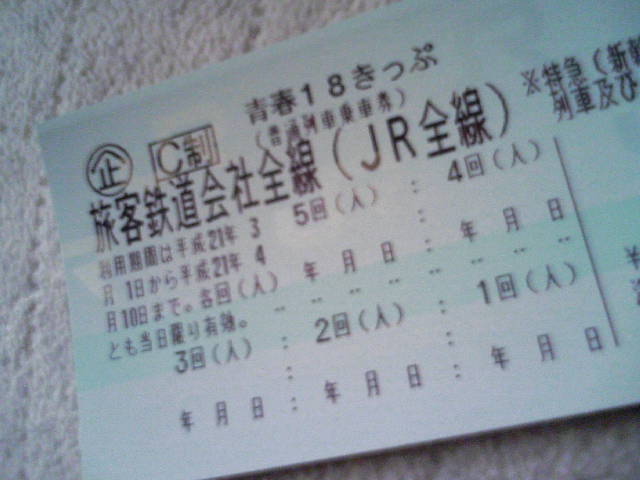 青春18きっぷ
(普通列車乗車券)
企 C制
旅客鉄道会社全線(JR全線)
※特急(新幹
列車及び
利用期間は平成21年 3
月 1日から平成21年 4
月10日まで。各回(人)
とも当日限り有効。
5回(人) : 4回(人)
年 月 日 : 年 月 日
3回(人) : 2回(人) : 1回(人)
年 月 日 : 年 月 日 : 年 月 日